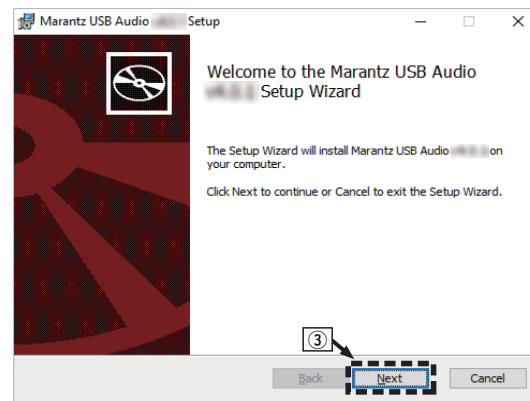 Marantz USB Audio Setup
Welcome to the Marantz USB Audio
Setup Wizard
The Setup Wizard will install Marantz USB Audio on
your computer.
Click Next to continue or Cancel to exit the Setup Wizard.
③
Back Next Cancel